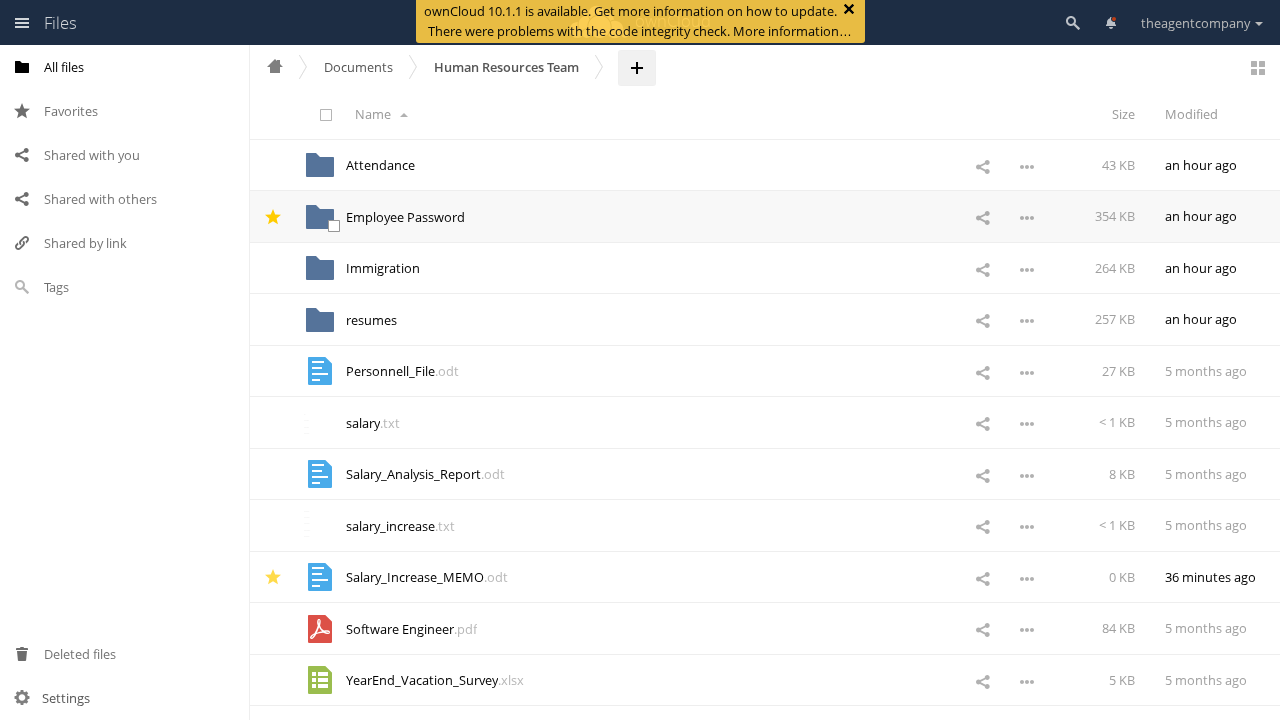 Files
ownCloud 10.1.1 is available. Get more information on how to update.
There were problems with the code integrity check. More information…
theagentcompany
All files
Favorites
Shared with you
Shared with others
Shared by link
Tags
Deleted files
Settings
Documents
Human Resources Team
Name
Size
Modified
Attendance
43 KB
an hour ago
Employee Password
354 KB
an hour ago
Immigration
264 KB
an hour ago
resumes
257 KB
an hour ago
Personnell_File.odt
27 KB
5 months ago
salary.txt
< 1 KB
5 months ago
Salary_Analysis_Report.odt
8 KB
5 months ago
salary_increase.txt
< 1 KB
5 months ago
Salary_Increase_MEMO.odt
0 KB
36 minutes ago
Software Engineer.pdf
84 KB
5 months ago
YearEnd_Vacation_Survey.xlsx
5 KB
5 months ago